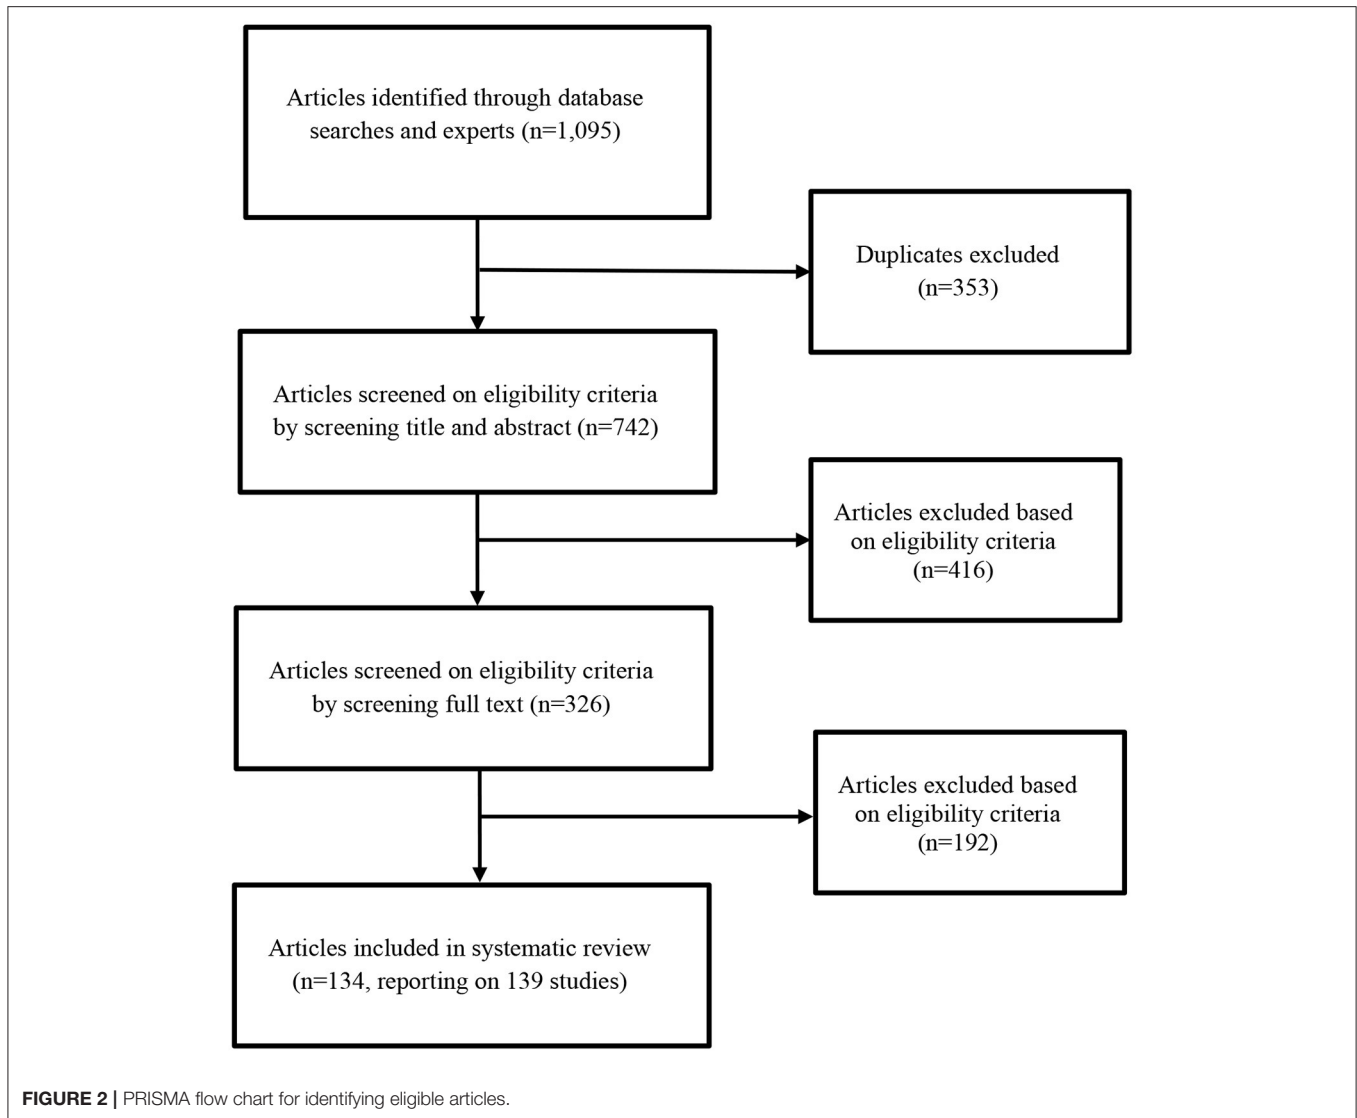 Articles identified through database
searches and experts (n=1,095)
Duplicates excluded
(n=353)
Articles screened on eligibility criteria
by screening title and abstract (n=742)
Articles excluded based
on eligibility criteria
(n=416)
Articles screened on eligibility criteria
by screening full text (n=326)
Articles excluded based
on eligibility criteria
(n=192)
Articles included in systematic review
(n=134, reporting on 139 studies)
FIGURE 2 | PRISMA flow chart for identifying eligible articles.